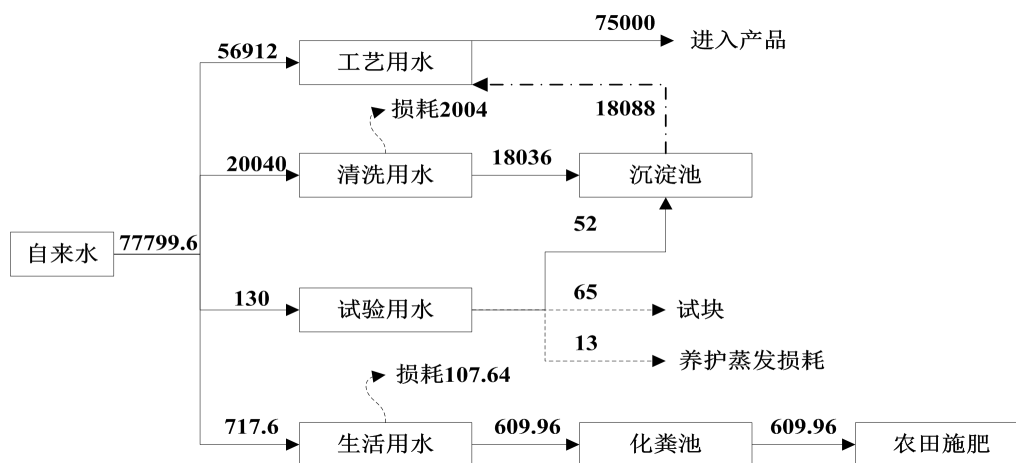 75000
进入产品
56912
工艺用水
18088
损耗2004
20040
清洗用水
18036
沉淀池
52
自来水
77799.6
130
试验用水
65
试块
13
养护蒸发损耗
损耗107.64
717.6
生活用水
609.96
化粪池
609.96
农田施肥